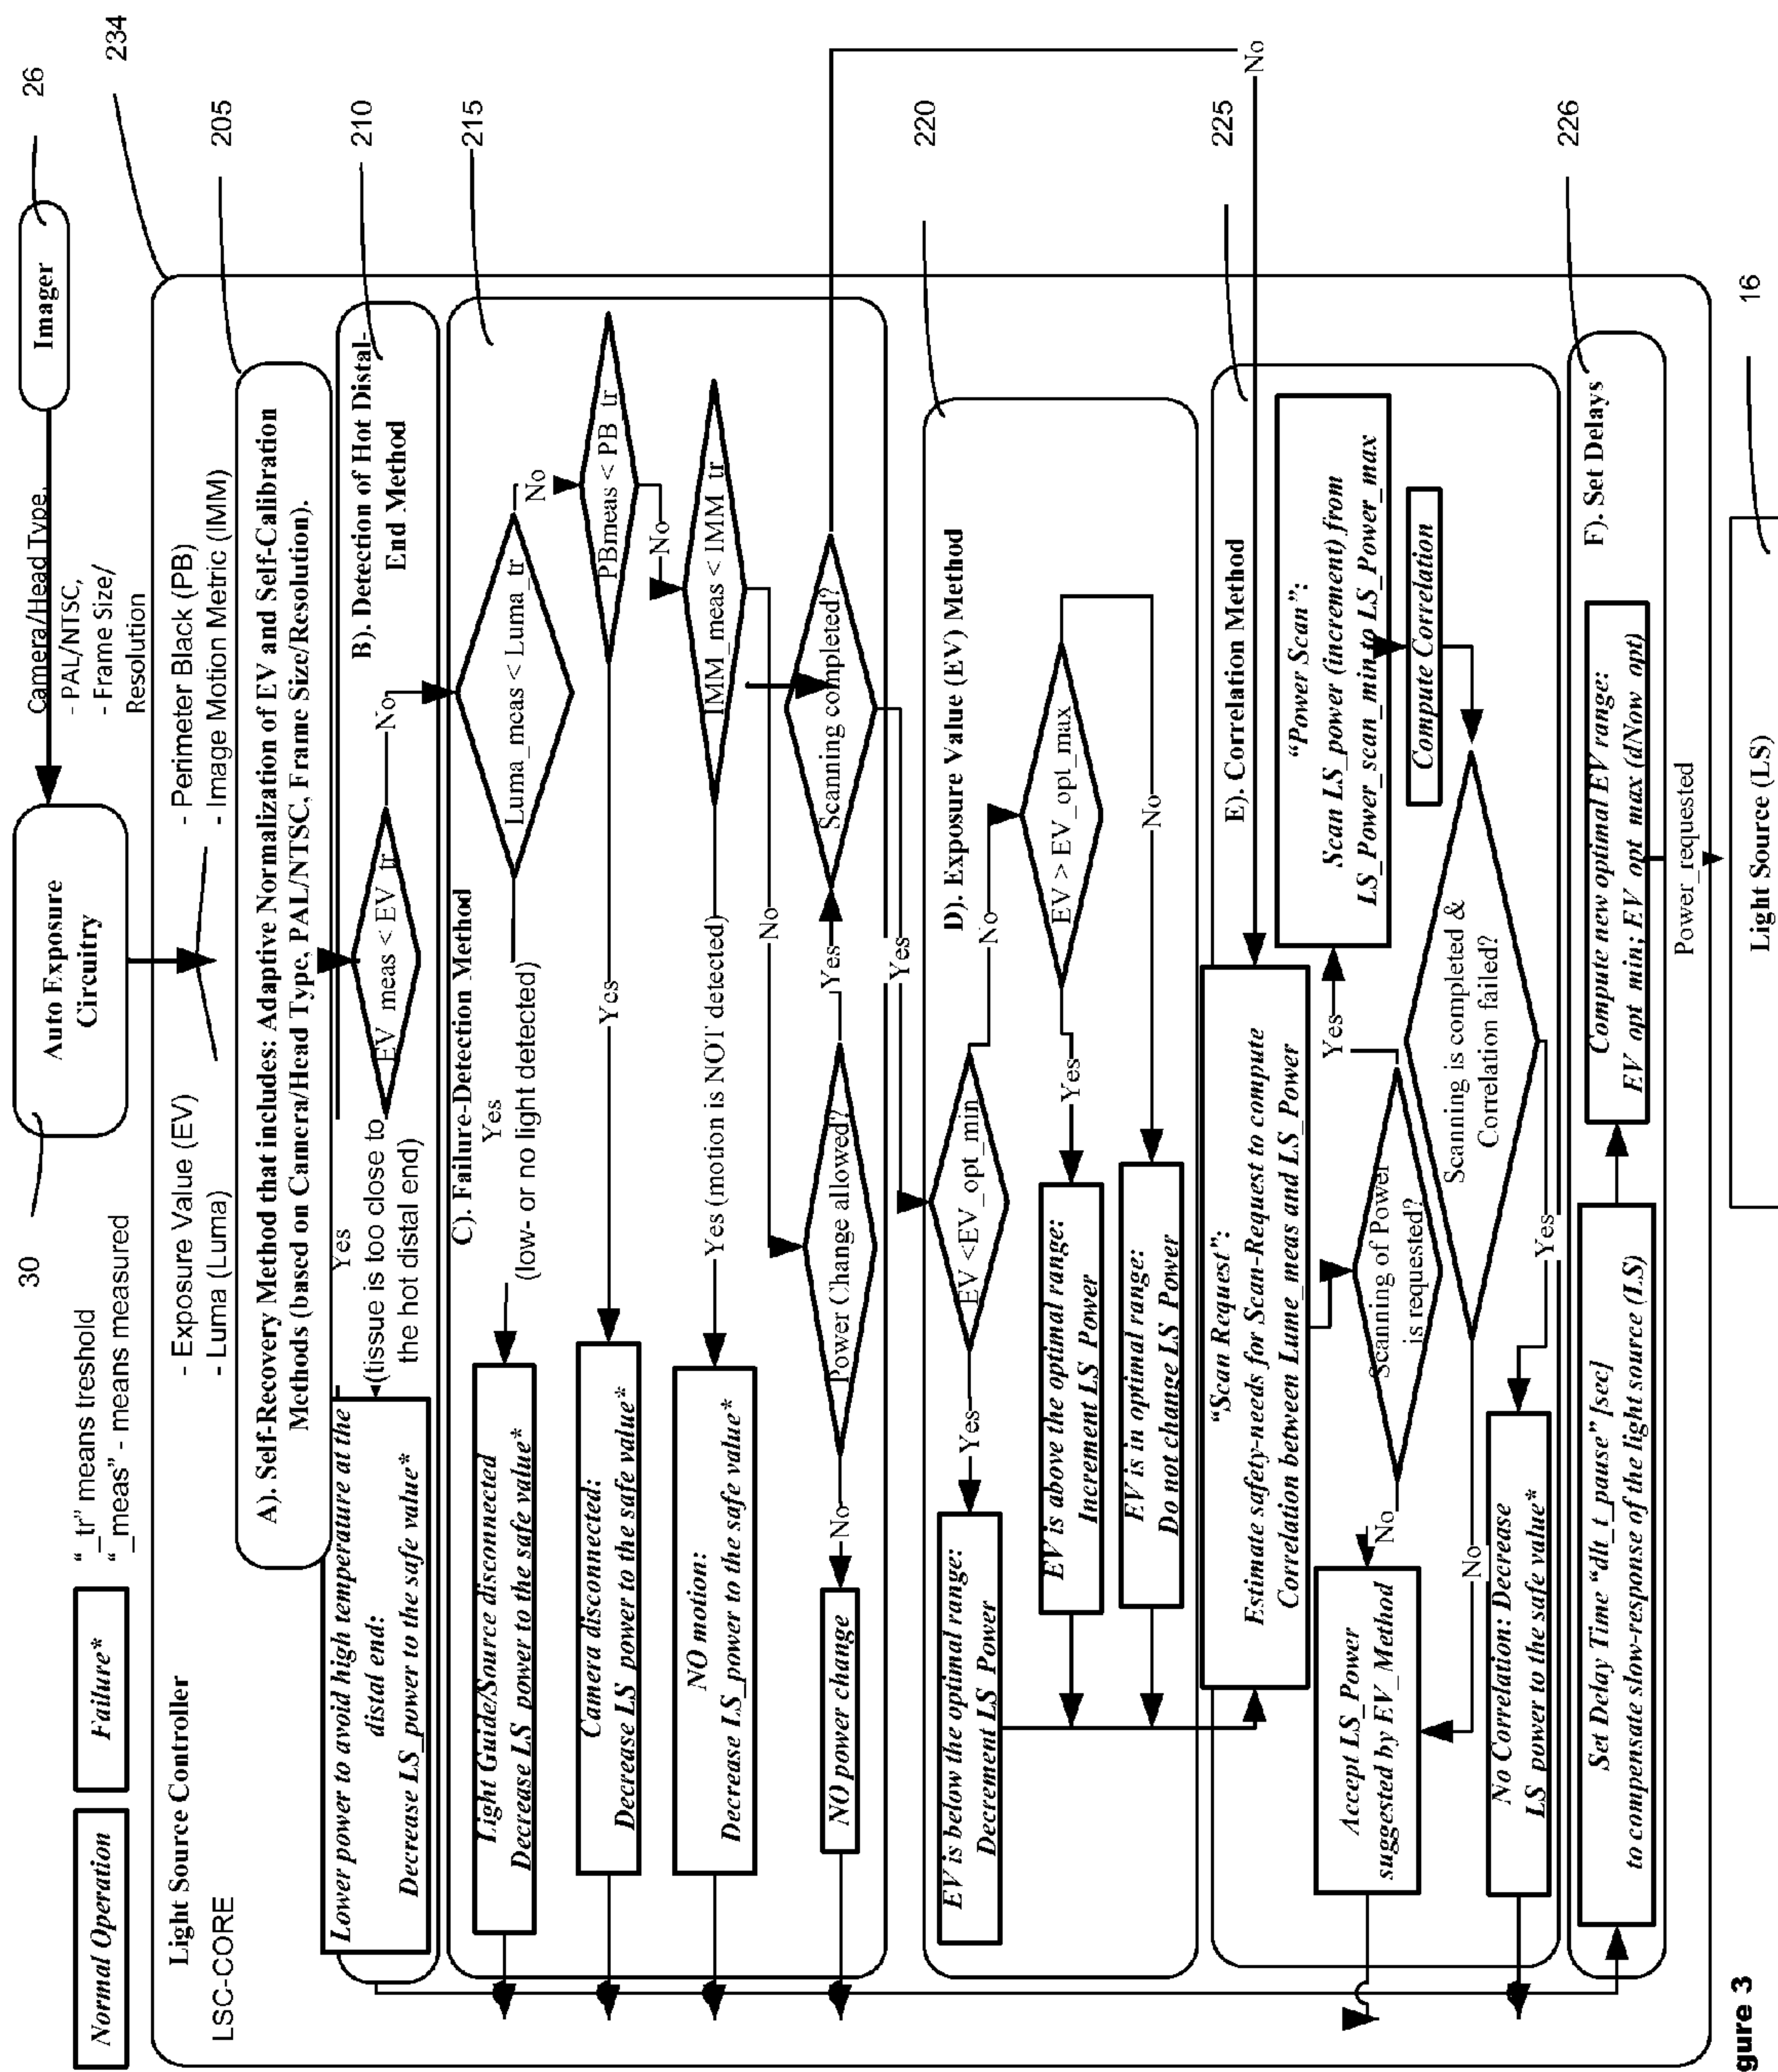 Normal Operation
Failure*
“_tr” means treshold
“_meas” - means measured
30
Auto Exposure
Circuitry
Camera/Head Type,
- PAL/NTSC,
- Frame Size/
Resolution
Imager
26
234
Light Source Controller
LSC-CORE
- Exposure Value (EV)
- Luma (Luma)
- Perimeter Black (PB)
- Image Motion Metric (IMM)
205
A). Self-Recovery Method that includes: Adaptive Normalization of EV and Self-Calibration
Methods (based on Camera/Head Type, PAL/NTSC, Frame Size/Resolution).
210
B). Detection of Hot Distal-
End Method
EV_meas < EV_tr
Yes
(tissue is too close to
the hot distal end)
No
Lower power to avoid high temperature at the
distal end:
Decrease LS_power to the safe value*
215
C). Failure-Detection Method
Luma_meas < Luma_tr
Yes
(low- or no light detected)
No
Light Guide/Source disconnected
Decrease LS_power to the safe value*
PBmeas < PB_tr
Yes
No
Camera disconnected:
Decrease LS_power to the safe value*
IMM_meas < IMM_tr
Yes (motion is NOT detected)
No
NO motion:
Decrease LS_power to the safe value*
Power Change allowed?
Yes
No
NO power change
Scanning completed?
Yes
No
220
D). Exposure Value (EV) Method
EV <EV_opt_min
Yes
No
EV is below the optimal range:
Decrement LS_Power
EV > EV_opt_max
Yes
No
EV is above the optimal range:
Increment LS_Power
EV is in optimal range:
Do not change LS_Power
225
E). Correlation Method
“Scan Request”:
Estimate safety-needs for Scan-Request to compute
Correlation between Lume_meas and LS_Power
Scanning of Power
is requested?
Yes
No
“Power Scan”:
Scan LS_power (increment) from
LS_Power_scan_min to LS_Power_max
Compute Correlation
Scanning is completed &
Correlation failed?
Yes
No
Accept LS_Power
suggested by EV_Method
No Correlation: Decrease
LS_power to the safe value*
226
F). Set Delays
Set Delay Time “dh_t_pause” [sec]
to compensate slow-response of the light source (LS)
Compute new optimal EV range:
EV_opt_min; EV_opt_max (dNow_opt)
Power_requested
Light Source (LS)
16
gure 3